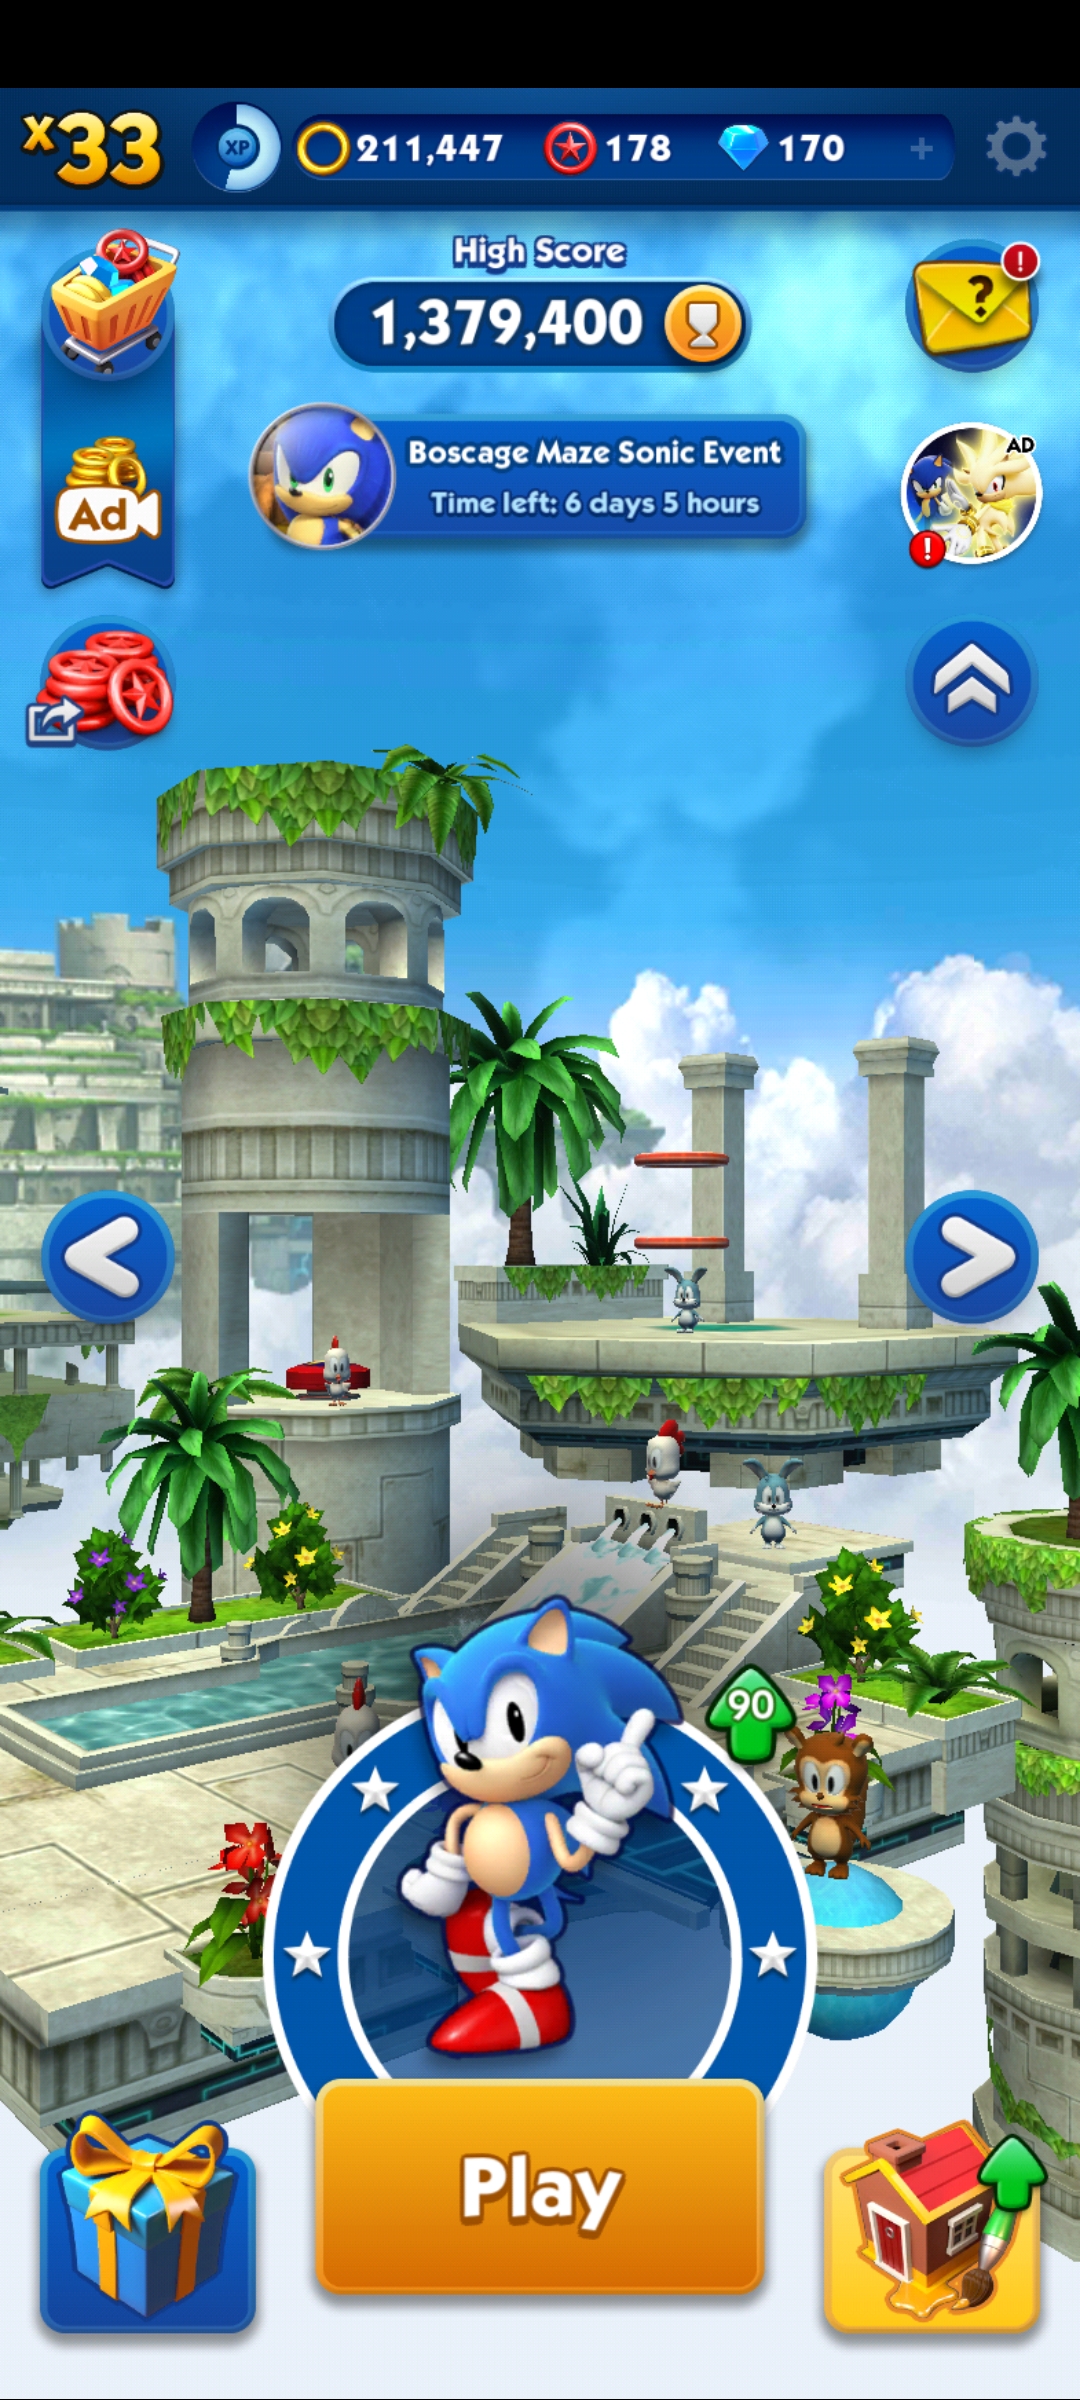 x33
XP
211,447
178
170
+
High Score
1,379,400
?
!
Boscage Maze Sonic Event
Time left: 6 days 5 hours
AD
!
Ad
90
Play